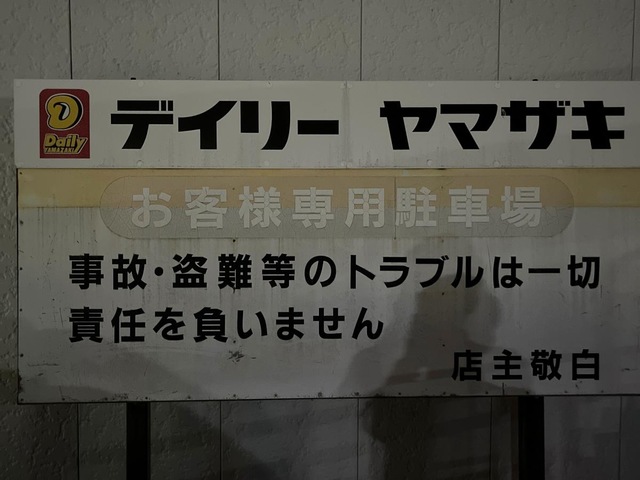 デイリー ヤマザキ
Daily
YAMAZAKI
お客様専用駐車場
事故・盗難等のトラブルは一切
責任を負いません
店主敬白